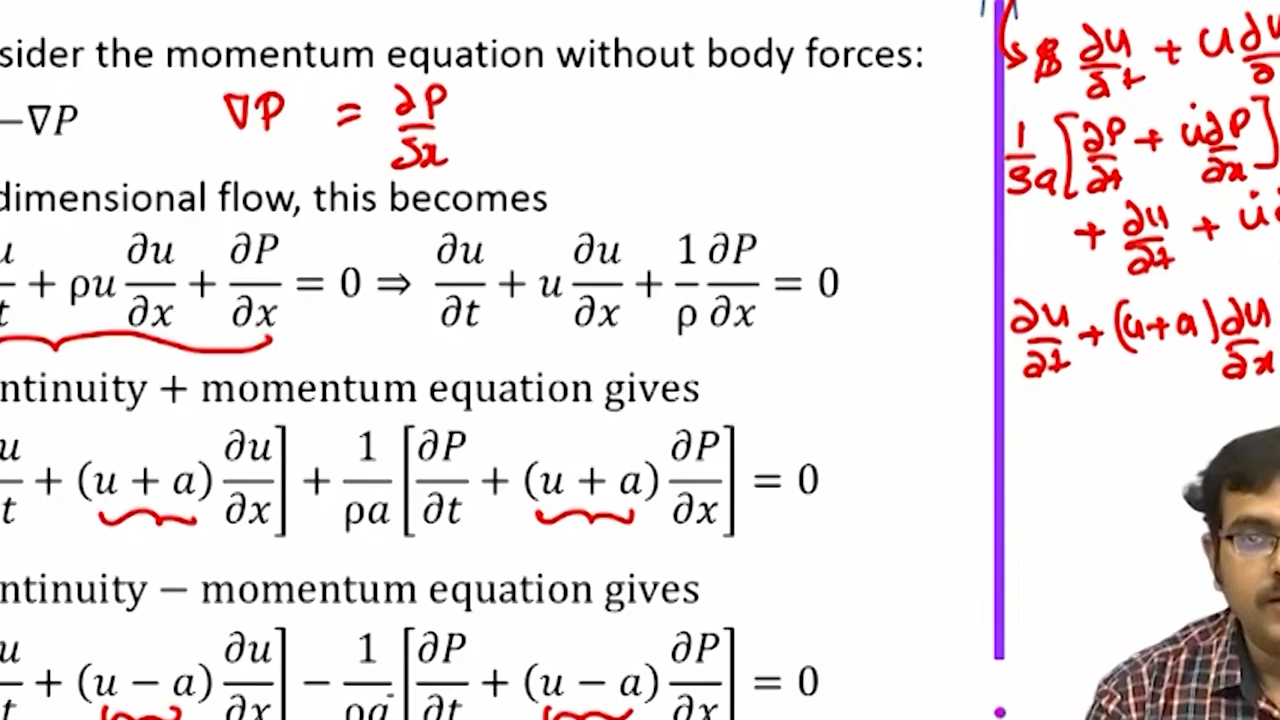 sider the momentum equation without body forces:
−∇P
∇P = ∂P/∂x
dimensional flow, this becomes
u/t + ρu ∂u/∂x + ∂P/∂x = 0 ⇒ ∂u/∂t + u ∂u/∂x + 1/ρ ∂P/∂x = 0
ntinuity + momentum equation gives
u/t + (u + a) ∂u/∂x] + 1/ρa [∂P/∂t + (u + a) ∂P/∂x] = 0
ntinuity − momentum equation gives
u/t + (u − a) ∂u/∂x] − 1/ρa [∂P/∂t + (u − a) ∂P/∂x] = 0
∂u/∂t + u ∂u/∂
1/ρa [∂P/∂t + u ∂P/∂x]
+ ∂u/∂t + u
∂u/∂t + (u+a) ∂u/∂x